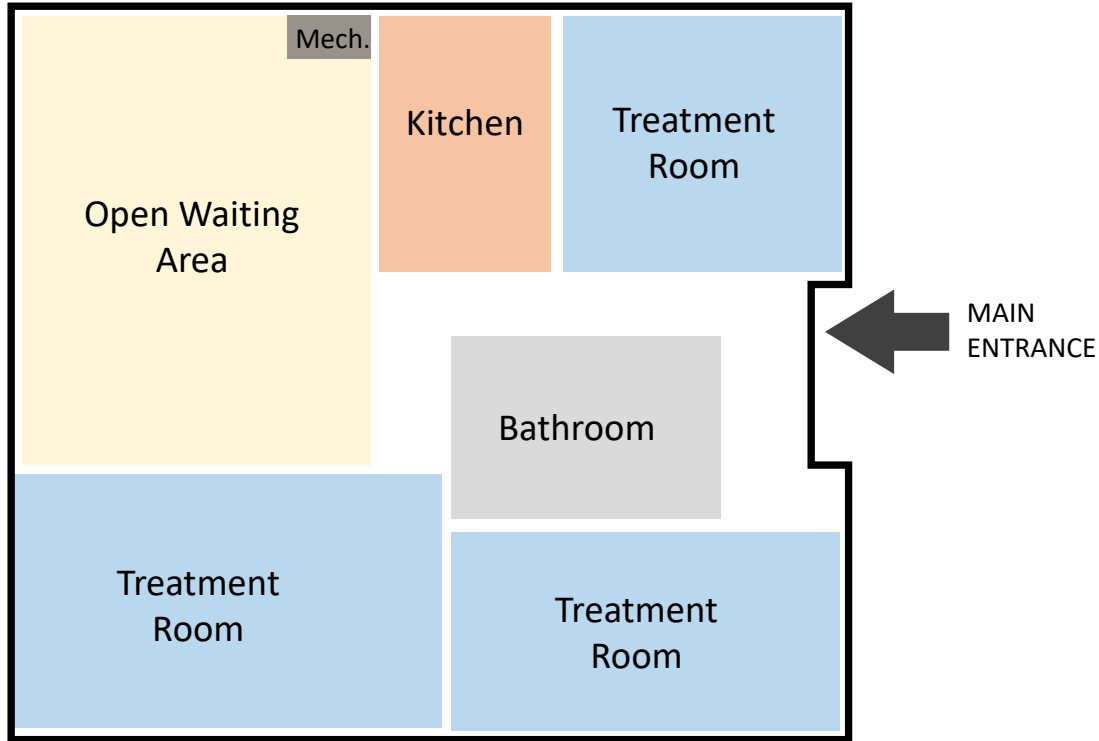 Mech.
Kitchen
Treatment
Room
Open Waiting
Area
MAIN
ENTRANCE
Bathroom
Treatment
Room
Treatment
Room